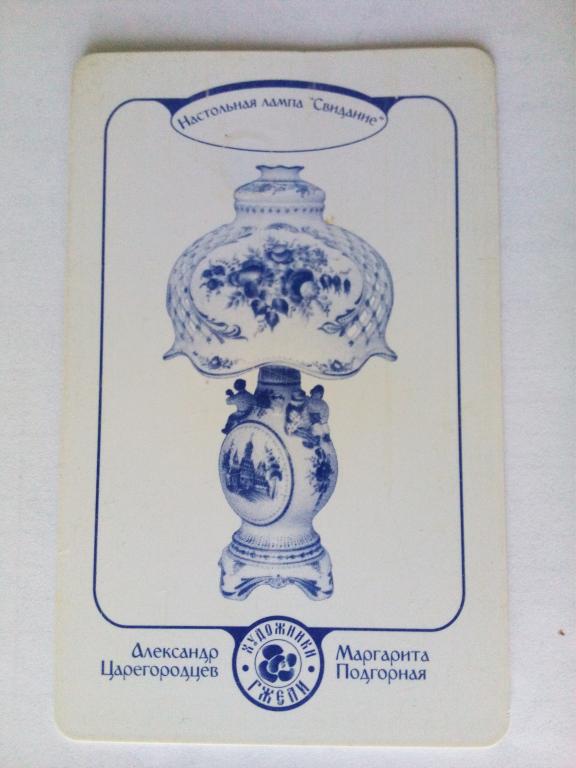 Настольная лампа "Свидание"
Александр
Царегородцев
ХУДОЖНИКИ
ГЖЕЛИ
Маргарита
Подгорная